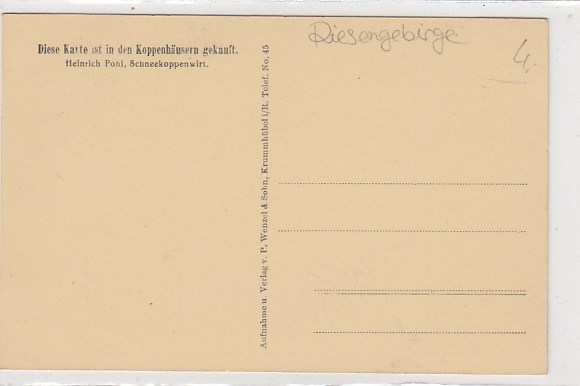 Diese Karte ist in den Koppenhäusern gekauft.
Heinrich Pohl, Schneekoppenwirt.
Aufnahme u. Verlag v. P. Wenzel & Sohn, Krummhübel i/R. Telef. No. 45
Riesengebirge
4,-